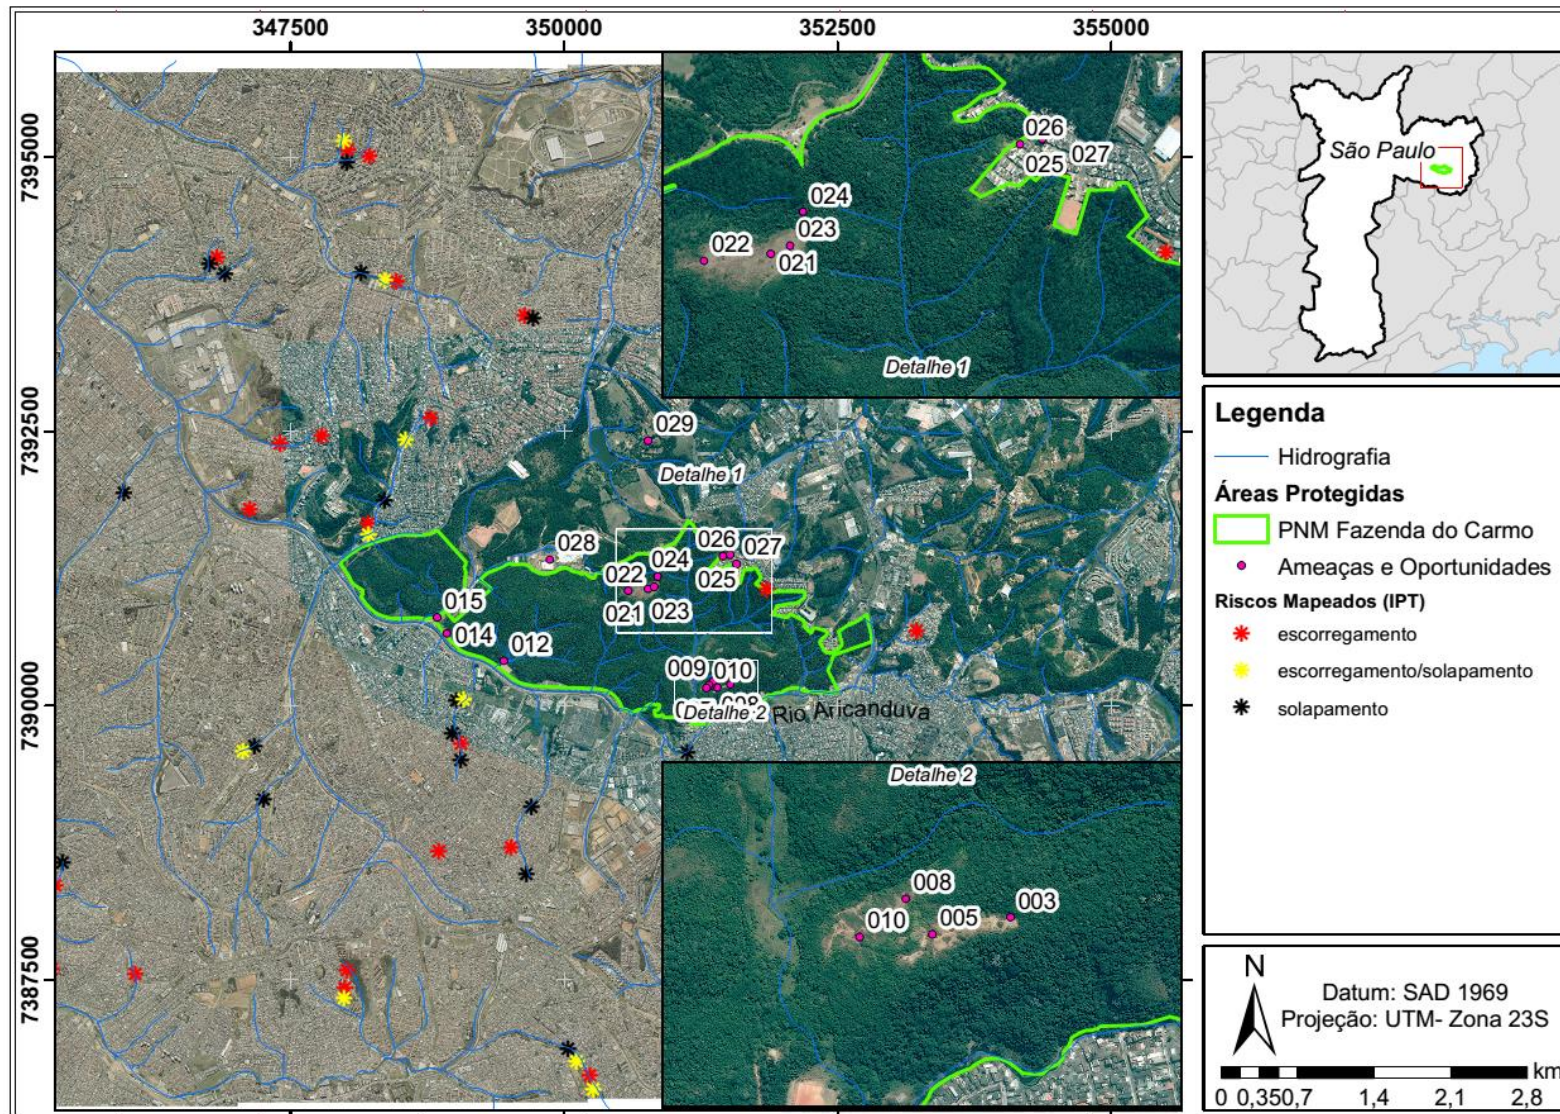 347500
350000
352500
355000
7395000
7392500
7390000
7387500
026
025
027
024
023
022
021
Detalhe 1
029
Detalhe 1
028
026
027
024
022
025
021
023
015
014
012
009
010
Detalhe 2
Rio Aricanduva
Detalhe 2
008
003
010
005
São Paulo
Legenda
Hidrografia
Áreas Protegidas
PNM Fazenda do Carmo
Ameaças e Oportunidades
Riscos Mapeados (IPT)
escorregamento
escorregamento/solapamento
solapamento
N
Datum: SAD 1969
Projeção: UTM- Zona 23S
km
0 0,350,7 1,4 2,1 2,8